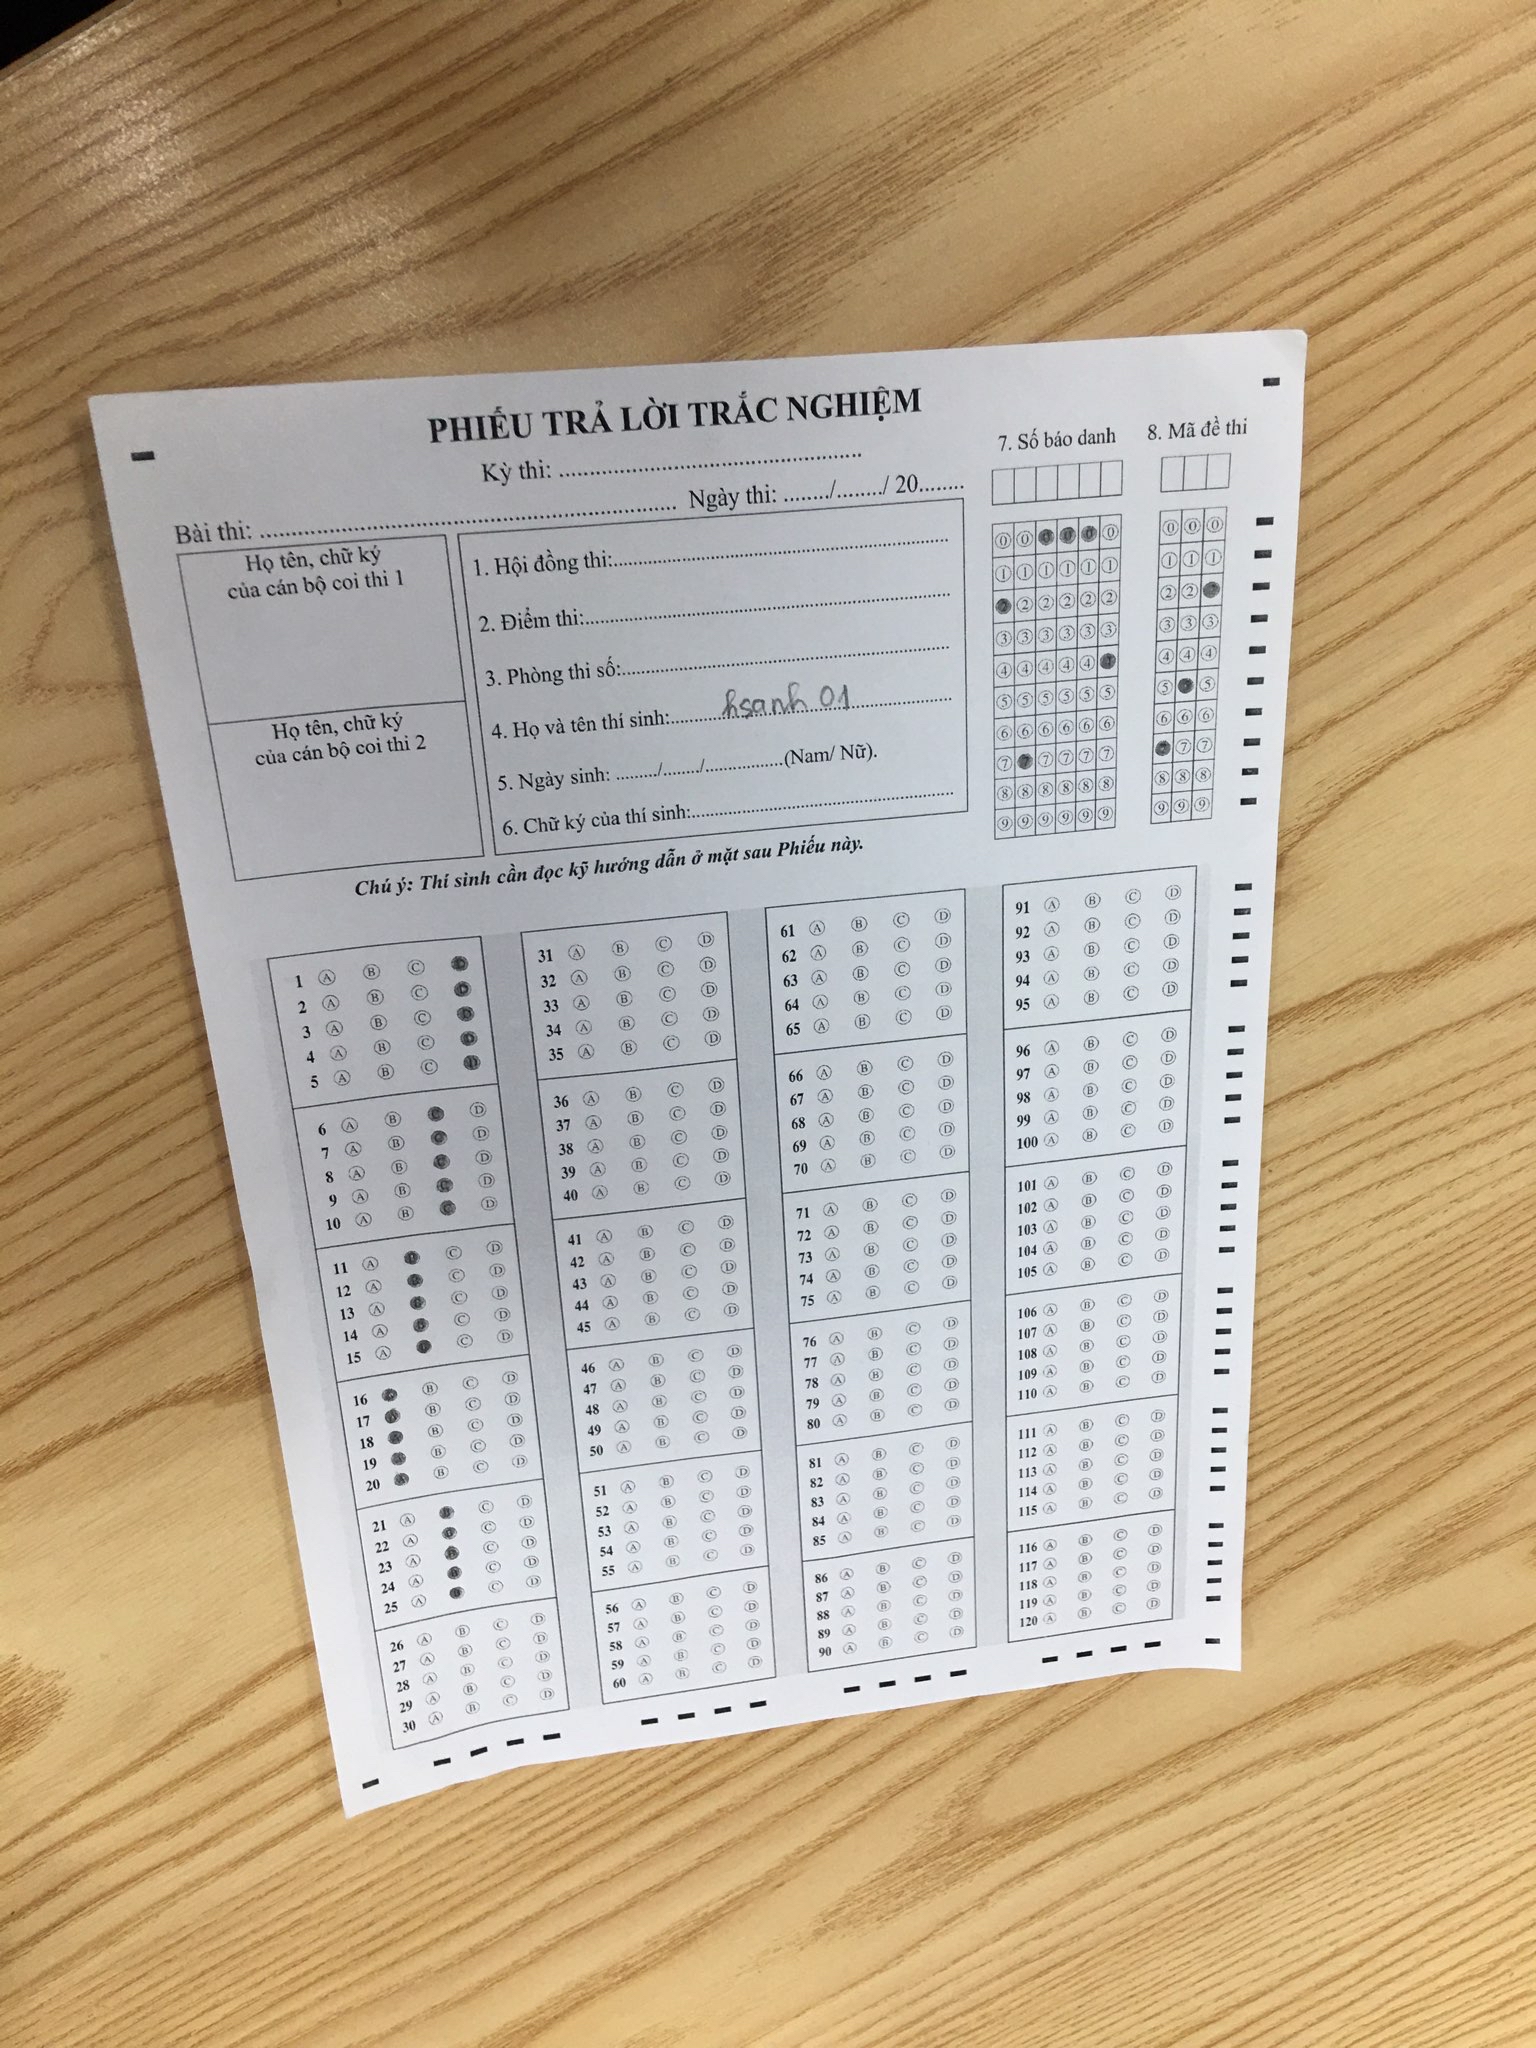 PHIẾU TRẢ LỜI TRẮC NGHIỆM
Kỳ thi: ................................................
Bài thi: .................................................................... Ngày thi: ......../......../ 20........
Họ tên, chữ ký
của cán bộ coi thi 1
Họ tên, chữ ký
của cán bộ coi thi 2
1. Hội đồng thi:
2. Điểm thi:
3. Phòng thi số:
4. Họ và tên thí sinh: hsanh 01
5. Ngày sinh: ......./......./..............(Nam/ Nữ).
6. Chữ ký của thí sinh:
7. Số báo danh
0 0 0 0 0 0
1 1 1 1 1 1
2 2 2 2 2 2
3 3 3 3 3 3
4 4 4 4 4 4
5 5 5 5 5 5
6 6 6 6 6 6
7 7 7 7 7 7
8 8 8 8 8 8
9 9 9 9 9 9
8. Mã đề thi
0 0 0
1 1 1
2 2 2
3 3 3
4 4 4
5 5 5
6 6 6
7 7 7
8 8 8
9 9 9
Chú ý: Thí sinh cần đọc kỹ hướng dẫn ở mặt sau Phiếu này.
1 A B C D
2 A B C D
3 A B C D
4 A B C D
5 A B C D
6 A B C D
7 A B C D
8 A B C D
9 A B C D
10 A B C D
11 A B C D
12 A B C D
13 A B C D
14 A B C D
15 A B C D
16 A B C D
17 A B C D
18 A B C D
19 A B C D
20 A B C D
21 A B C D
22 A B C D
23 A B C D
24 A B C D
25 A B C D
26 A B C D
27 A B C D
28 A B C D
29 A B C D
30 A B C D
31 A B C D
32 A B C D
33 A B C D
34 A B C D
35 A B C D
36 A B C D
37 A B C D
38 A B C D
39 A B C D
40 A B C D
41 A B C D
42 A B C D
43 A B C D
44 A B C D
45 A B C D
46 A B C D
47 A B C D
48 A B C D
49 A B C D
50 A B C D
51 A B C D
52 A B C D
53 A B C D
54 A B C D
55 A B C D
56 A B C D
57 A B C D
58 A B C D
59 A B C D
60 A B C D
61 A B C D
62 A B C D
63 A B C D
64 A B C D
65 A B C D
66 A B C D
67 A B C D
68 A B C D
69 A B C D
70 A B C D
71 A B C D
72 A B C D
73 A B C D
74 A B C D
75 A B C D
76 A B C D
77 A B C D
78 A B C D
79 A B C D
80 A B C D
81 A B C D
82 A B C D
83 A B C D
84 A B C D
85 A B C D
86 A B C D
87 A B C D
88 A B C D
89 A B C D
90 A B C D
91 A B C D
92 A B C D
93 A B C D
94 A B C D
95 A B C D
96 A B C D
97 A B C D
98 A B C D
99 A B C D
100 A B C D
101 A B C D
102 A B C D
103 A B C D
104 A B C D
105 A B C D
106 A B C D
107 A B C D
108 A B C D
109 A B C D
110 A B C D
111 A B C D
112 A B C D
113 A B C D
114 A B C D
115 A B C D
116 A B C D
117 A B C D
118 A B C D
119 A B C D
120 A B C D